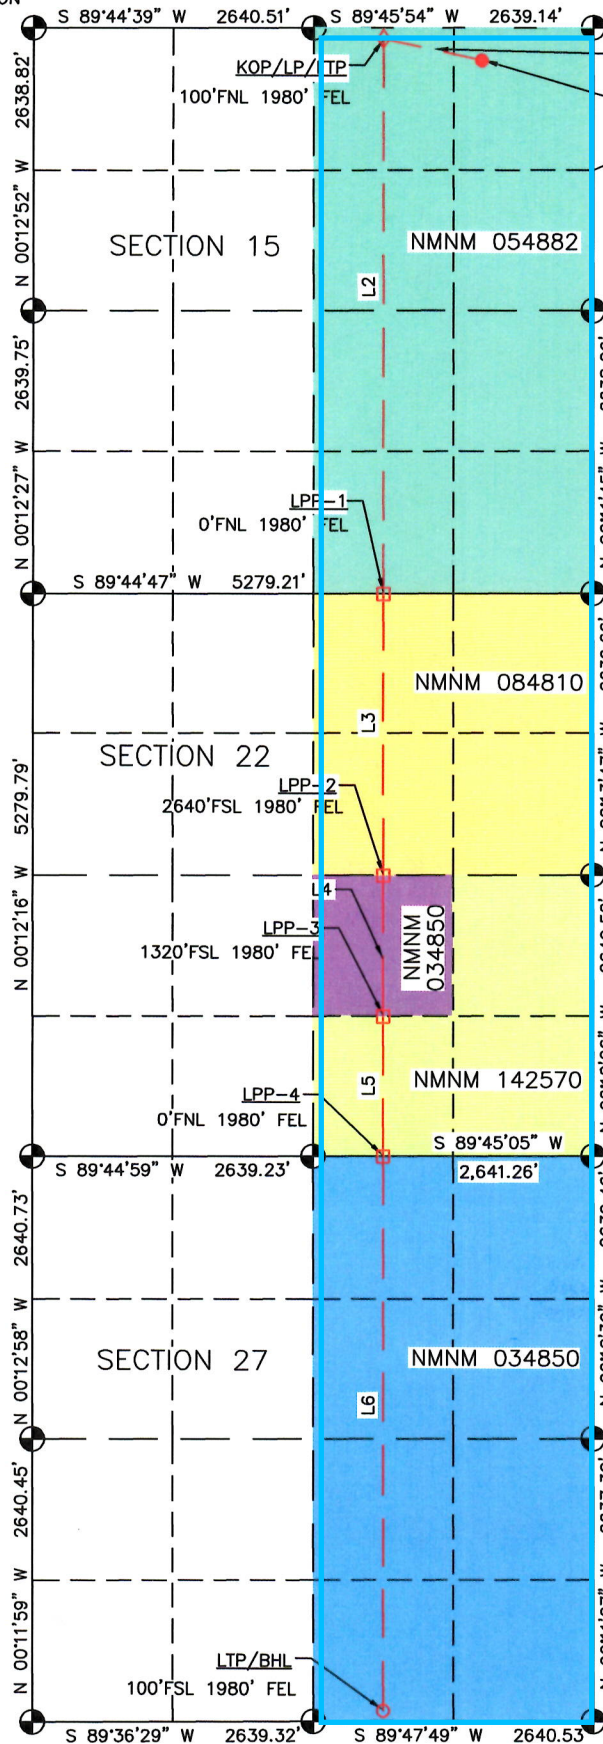 S 89°44'39" W 2640.51'
S 89°45'54" W 2639.14'
2638.82'
N 00°12'52" W
KOP/LP/FTP
100'FNL 1980' FEL
SECTION 15
NMNM 054882
L2
2639.75'
N 00°12'27" W
LPP-1
0'FNL 1980' FEL
S 89°44'47" W 5279.21'
NMNM 084810
L3
SECTION 22
5279.79'
N 00°12'16" W
LPP-2
2640'FSL 1980' FEL
L4
NMNM
034850
LPP-3
1320'FSL 1980' FEL
L5
NMNM 142570
LPP-4
0'FNL 1980' FEL
S 89°45'05" W
2,641.26'
S 89°44'59" W 2639.23'
2640.73'
N 00°12'58" W
SECTION 27
NMNM 034850
L6
2640.45'
N 00°11'59" W
LTP/BHL
100'FSL 1980' FEL
S 89°36'29" W 2639.32'
S 89°47'49" W 2640.53